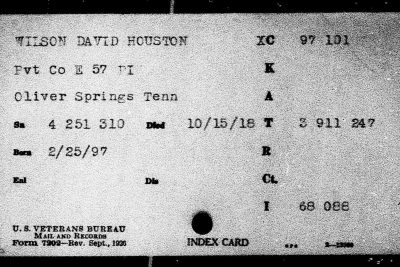 WILSON DAVID HOUSTON XC 97 101
Pvt Co E 57 PI K
Oliver Springs Tenn A
Sn 4 251 310 Died 10/15/18 T 3 911 247
Born 2/25/97 R
Enl Dis Ct.
I 68 088
U. S. VETERANS BUREAU
MAIL AND RECORDS
Form 7202—Rev. Sept., 1926 INDEX CARD